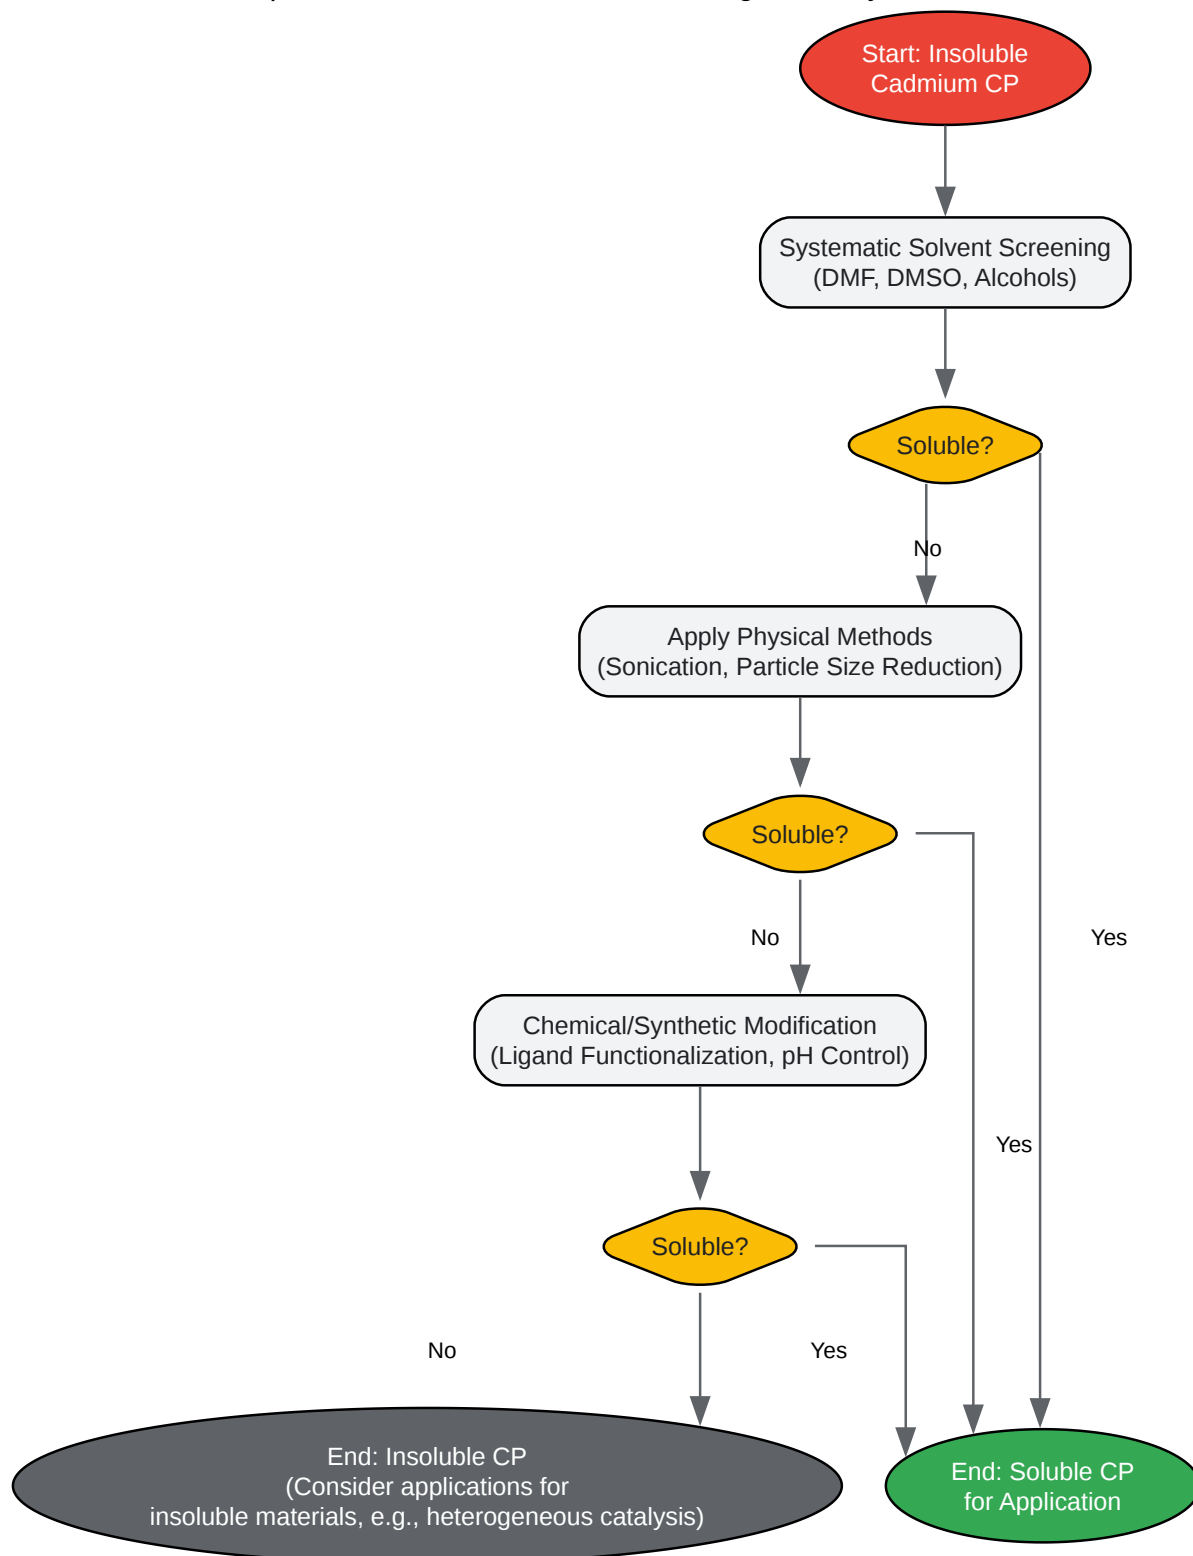 Start: Insoluble
Cadmium CP
Systematic Solvent Screening
(DMF, DMSO, Alcohols)
Soluble?
No
Apply Physical Methods
(Sonication, Particle Size Reduction)
Soluble?
No
Yes
Chemical/Synthetic Modification
(Ligand Functionalization, pH Control)
Yes
Soluble?
No
Yes
End: Insoluble CP
(Consider applications for
insoluble materials, e.g., heterogeneous catalysis)
End: Soluble CP
for Application